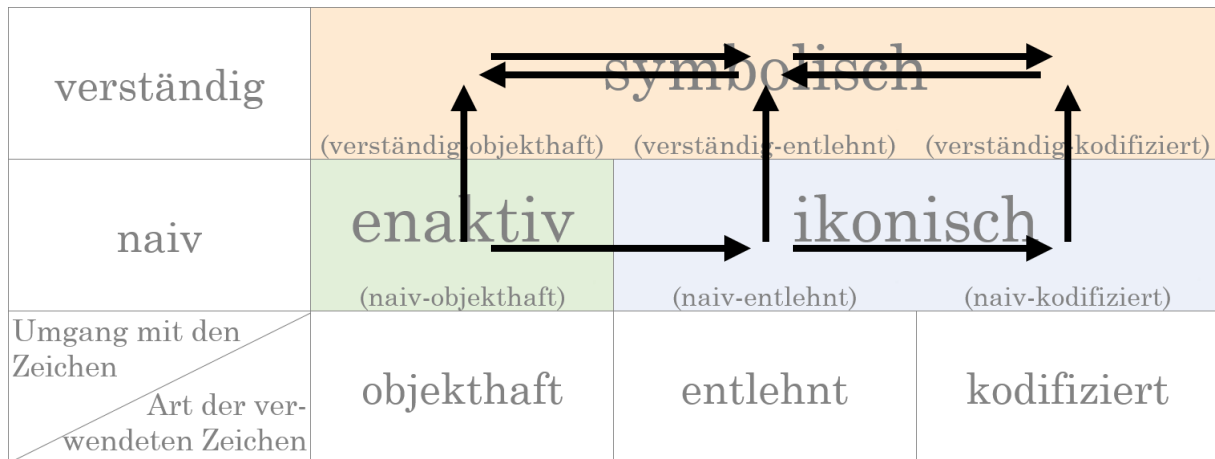 verständig
symbolisch
(verständig-objekthaft)
(verständig-entlehnt)
(verständig-kodifiziert)
naiv
enaktiv
ikonisch
(naiv-objekthaft)
(naiv-entlehnt)
(naiv-kodifiziert)
Umgang mit den
Zeichen
Art der ver-
wendeten Zeichen
objekthaft
entlehnt
kodifiziert